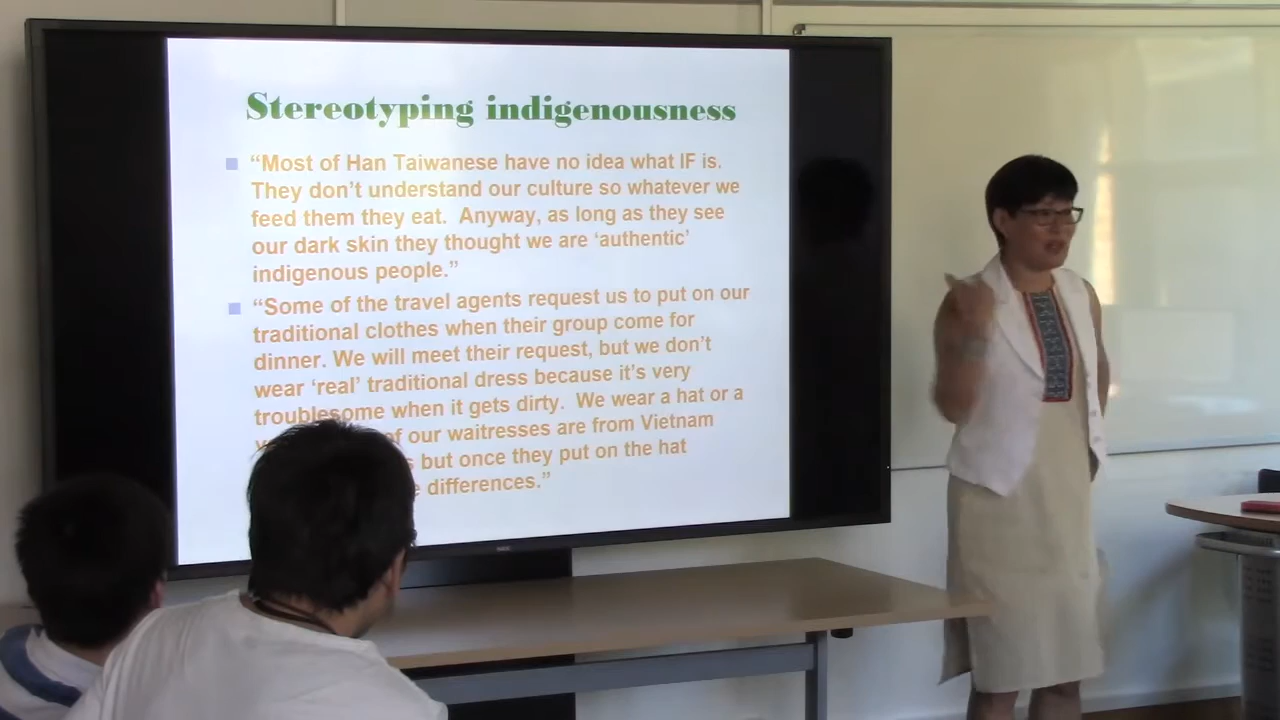 Stereotyping indigenousness
“Most of Han Taiwanese have no idea what IF is.
They don’t understand our culture so whatever we
feed them they eat. Anyway, as long as they see
our dark skin they thought we are ‘authentic’
indigenous people.”
“Some of the travel agents request us to put on our
traditional clothes when their group come for
dinner. We will meet their request, but we don’t
wear ‘real’ traditional dress because it’s very
troublesome when it gets dirty. We wear a hat or a
of our waitresses are from Vietnam
but once they put on the hat
differences.”
NEC